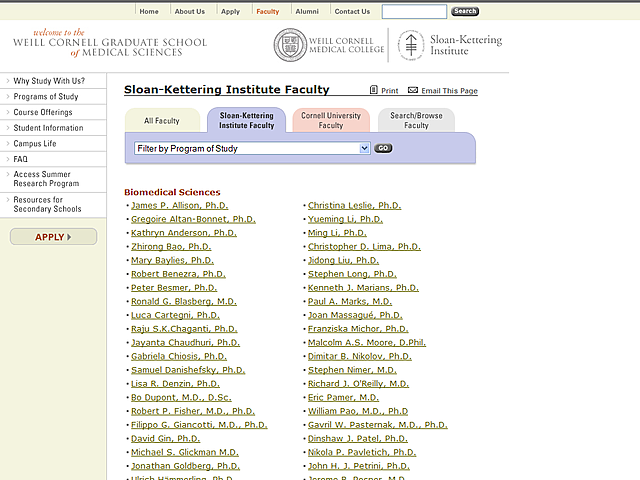 Home About Us Apply Faculty Alumni Contact Us Search
welcome to the
WEILL CORNELL GRADUATE SCHOOL
of MEDICAL SCIENCES
WEILL CORNELL
MEDICAL COLLEGE
Sloan-Kettering
Institute
Why Study With Us?
Programs of Study
Course Offerings
Student Information
Campus Life
FAQ
Access Summer
Research Program
Resources for
Secondary Schools
APPLY
Sloan-Kettering Institute Faculty
Print Email This Page
All Faculty
Sloan-Kettering
Institute Faculty
Cornell University
Faculty
Search/Browse
Faculty
Filter by Program of Study GO
Biomedical Sciences
• James P. Allison, Ph.D.
• Gregoire Altan-Bonnet, Ph.D.
• Kathryn Anderson, Ph.D.
• Zhirong Bao, Ph.D.
• Mary Baylies, Ph.D.
• Robert Benezra, Ph.D.
• Peter Besmer, Ph.D.
• Ronald G. Blasberg, M.D.
• Luca Cartegni, Ph.D.
• Raju S.K.Chaganti, Ph.D.
• Jayanta Chaudhuri, Ph.D.
• Gabriela Chiosis, Ph.D.
• Samuel Danishefsky, Ph.D.
• Lisa R. Denzin, Ph.D.
• Bo Dupont, M.D., D.Sc.
• Robert P. Fisher, M.D., Ph.D.
• Filippo G. Giancotti, M.D., Ph.D.
• David Gin, Ph.D.
• Michael S. Glickman M.D.
• Jonathan Goldberg, Ph.D.
• Ulrich Hämmerling, Ph.D.
• Christina Leslie, Ph.D.
• Yueming Li, Ph.D.
• Ming Li, Ph.D.
• Christopher D. Lima, Ph.D.
• Jidong Liu, Ph.D.
• Stephen Long, Ph.D.
• Kenneth J. Marians, Ph.D.
• Paul A. Marks, M.D.
• Joan Massagué, Ph.D.
• Franziska Michor, Ph.D.
• Malcolm A.S. Moore, D.Phil.
• Dimitar B. Nikolov, Ph.D.
• Stephen Nimer, M.D.
• Richard J. O'Reilly, M.D.
• Eric Pamer, M.D.
• William Pao, M.D., Ph.D
• Gavril W. Pasternak, M.D., Ph.D.
• Dinshaw J. Patel, Ph.D.
• Nikola P. Pavletich, Ph.D.
• John H. J. Petrini, Ph.D.
• Jerome B. Posner, M.D.